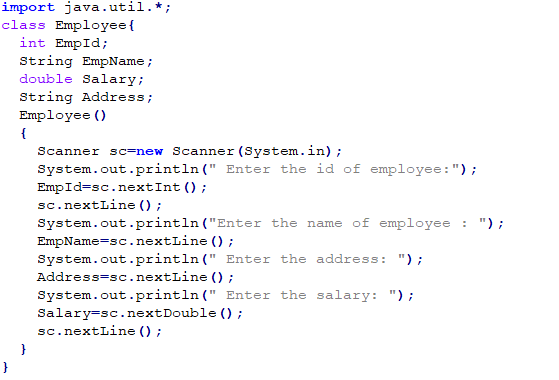 import java.util.*;
class Employee{
  int EmpId;
  String EmpName;
  double Salary;
  String Address;
  Employee()
  {
    Scanner sc=new Scanner(System.in);
    System.out.println(" Enter the id of employee:");
    EmpId=sc.nextInt();
    sc.nextLine();
    System.out.println("Enter the name of employee : ");
    EmpName=sc.nextLine();
    System.out.println(" Enter the address: ");
    Address=sc.nextLine();
    System.out.println(" Enter the salary: ");
    Salary=sc.nextDouble();
    sc.nextLine();
  }
}